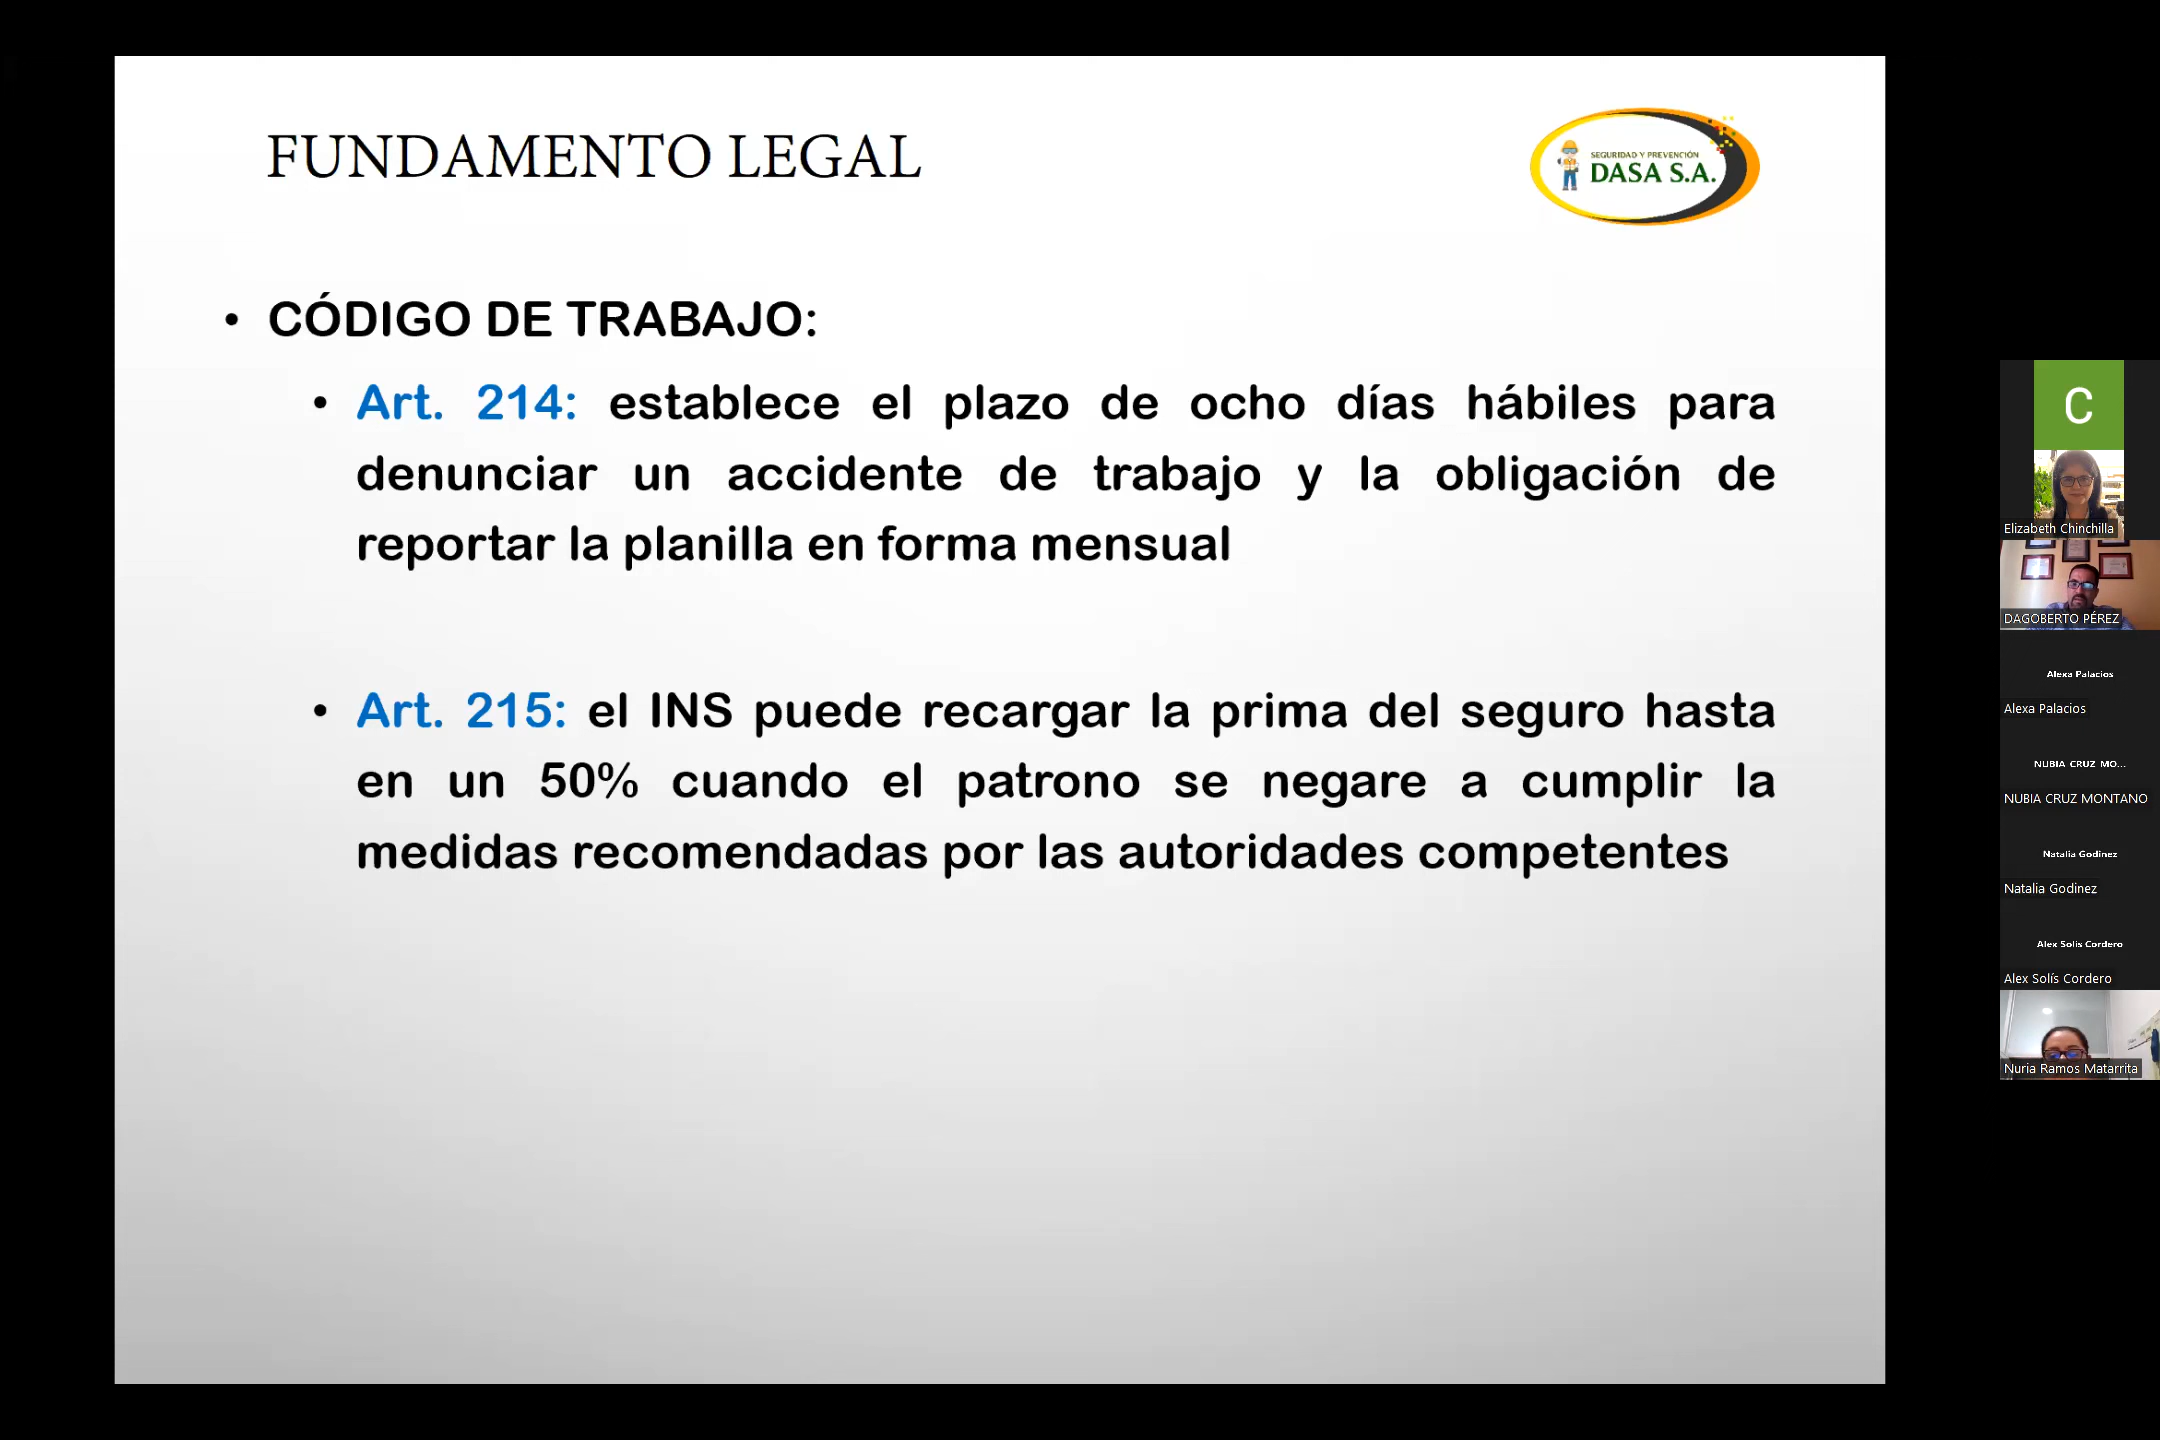 FUNDAMENTO LEGAL
SEGURIDAD Y PREVENCIÓN
DASA S.A.
• CÓDIGO DE TRABAJO:
• Art. 214: establece el plazo de ocho días hábiles para
denunciar un accidente de trabajo y la obligación de
reportar la planilla en forma mensual
• Art. 215: el INS puede recargar la prima del seguro hasta
en un 50% cuando el patrono se negare a cumplir la
medidas recomendadas por las autoridades competentes
C
Elizabeth Chinchilla
DAGOBERTO PÉREZ
Alexa Palacios
Alexa Palacios
NUBIA CRUZ MO...
NUBIA CRUZ MONTANO
Natalia Godinez
Natalia Godinez
Alex Solís Cordero
Alex Solís Cordero
Nuria Ramos Matarrita